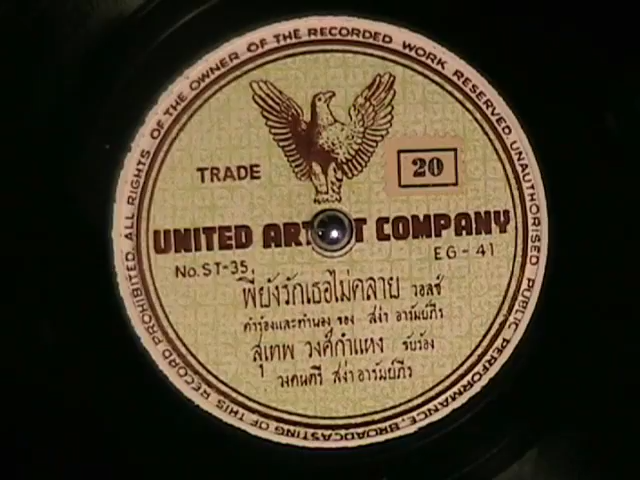 ALL RIGHTS OF THE OWNER OF THE RECORDED WORK RESERVED. UNAUTHORISED PUBLIC PERFORMANCE, BROADCASTING OF THIS RECORD PROHIBITED.
TRADE
20
UNITED ART T COMPANY
No. ST-35
EG-41
พี่ยังรักเธอไม่คลาย วอลซ์
คำร้องและทำนอง ของ สง่า อารัมย์ภีร
สุเทพ วงศ์กำแหง รับร้อง
วงดนตรี สง่า อารัมย์ภีร